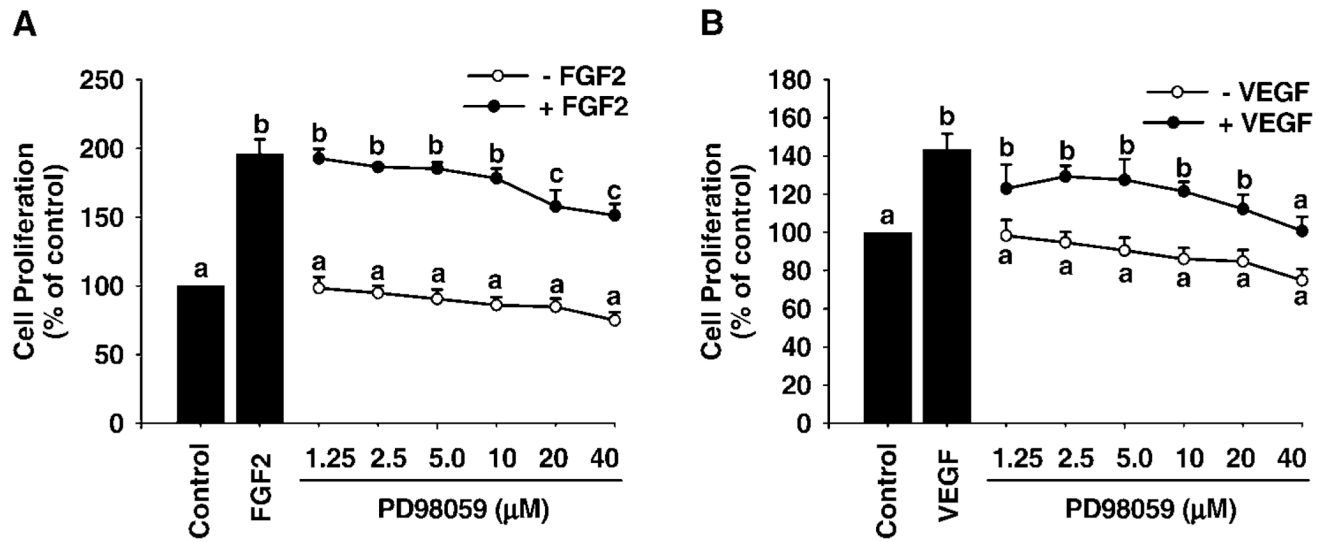 A
B
Cell Proliferation
(% of control)
250
200
150
100
50
0
- FGF2
+ FGF2
a
b
b
b
b
b
c
c
a
a
a
a
a
a
Control
FGF2
1.25 2.5 5.0 10 20 40
PD98059 (μM)
Cell Proliferation
(% of control)
180
160
140
120
100
80
60
40
20
0
- VEGF
+ VEGF
a
b
b
b
b
b
b
a
a
a
a
a
a
a
Control
VEGF
1.25 2.5 5.0 10 20 40
PD98059 (μM)